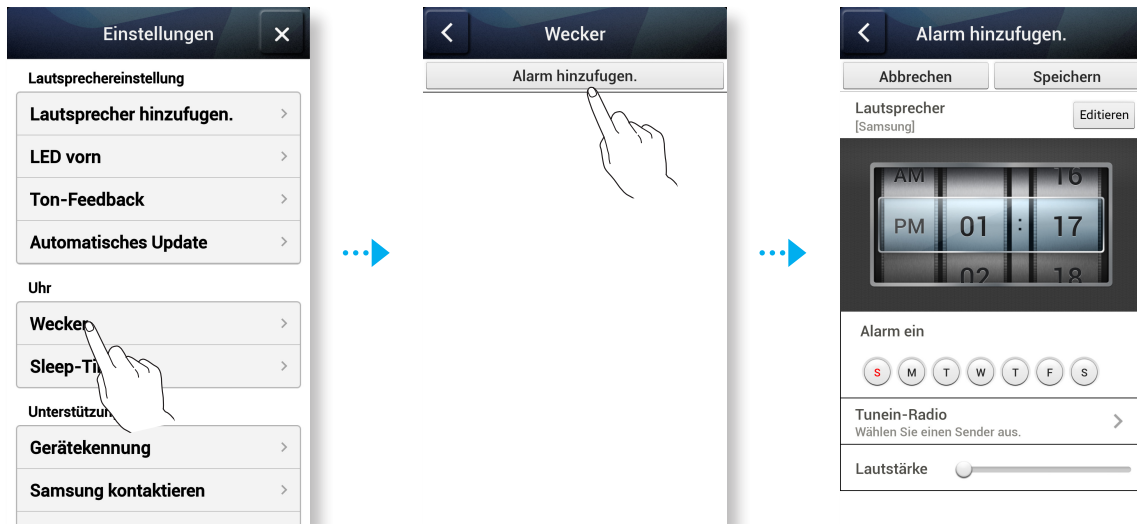 Einstellungen
Lautsprechereinstellung
Lautsprecher hinzufugen.
LED vorn
Ton-Feedback
Automatisches Update
Uhr
Wecker
Sleep-Ti
Unterstützun
Gerätekennung
Samsung kontaktieren
Wecker
Alarm hinzufugen.
Alarm hinzufugen.
Abbrechen Speichern
Lautsprecher
[Samsung]
Editieren
AM 16
PM 01 : 17
02 18
Alarm ein
S M T W T F S
Tunein-Radio
Wählen Sie einen Sender aus.
Lautstärke